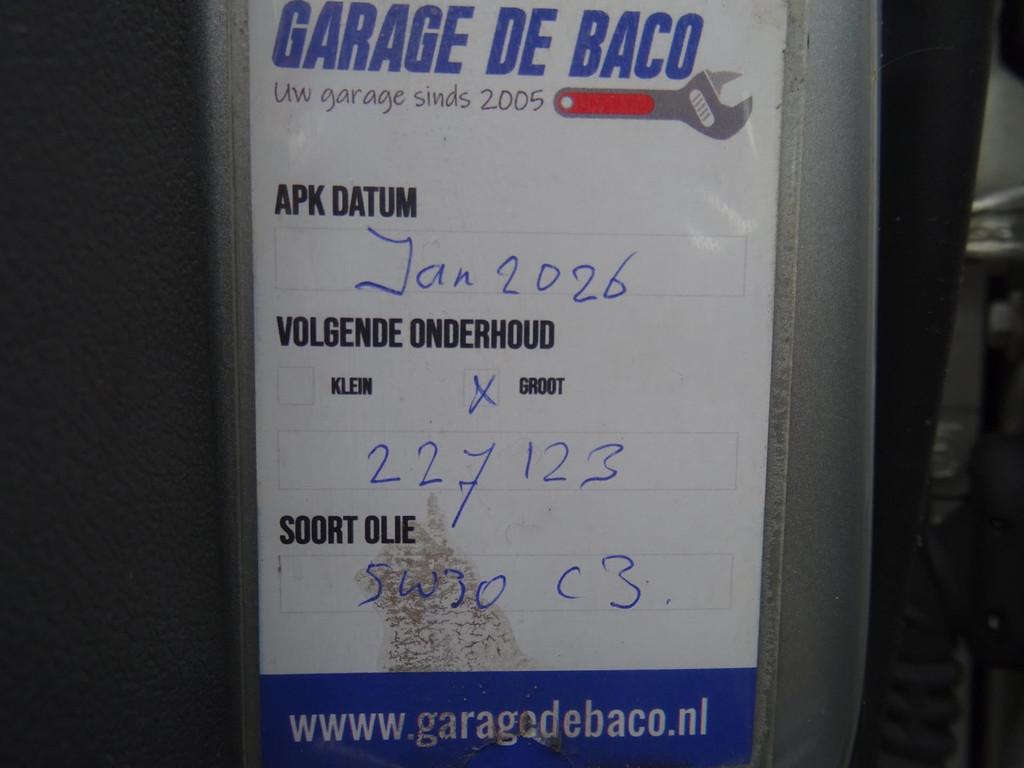 GARAGE DE BACO
Uw garage sinds 2005
APK DATUM
Jan 2026
VOLGENDE ONDERHOUD
KLEIN X GROOT
227123
SOORT OLIE
5W30 C3.
wwww.garagedebaco.nl